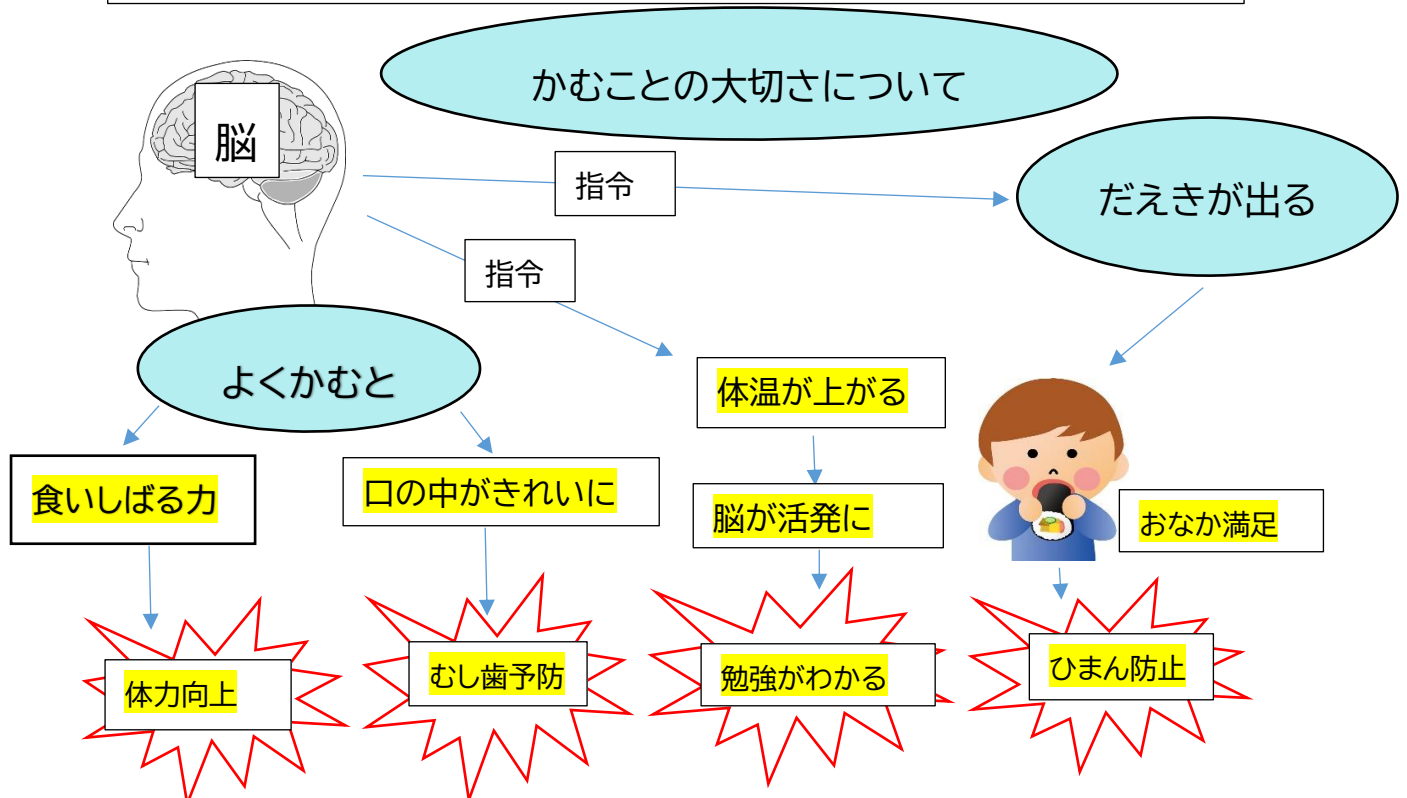 かむことの大切さについて
脳
指令
だえきが出る
指令
よくかむと
体温が上がる
食いしばる力
口の中がきれいに
脳が活発に
おなか満足
体力向上
むし歯予防
勉強がわかる
ひまん防止